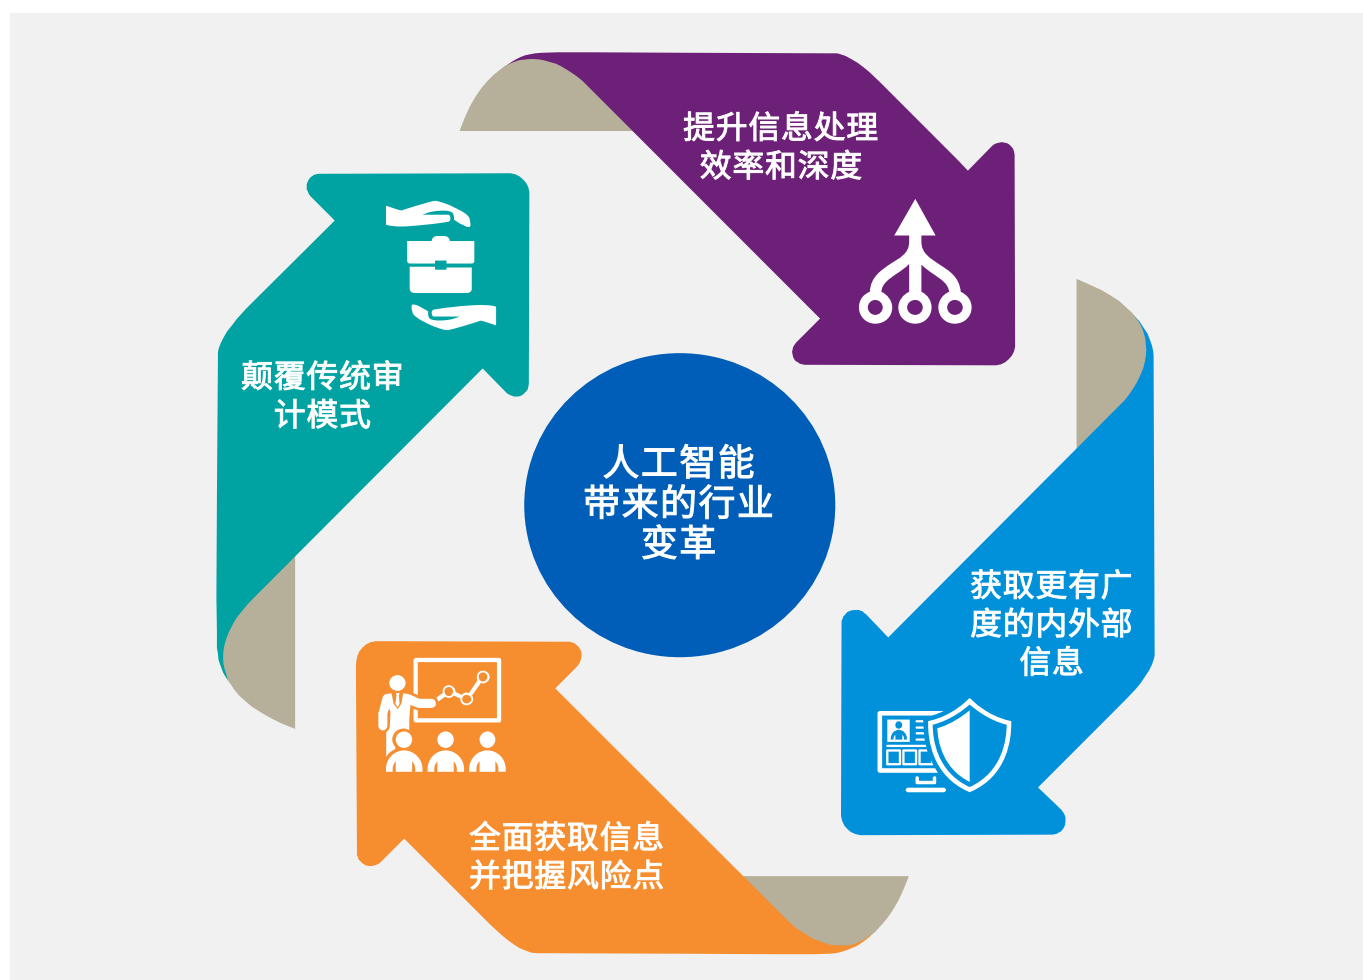 提升信息处理
效率和深度
颠覆传统审
计模式
人工智能
带来的行业
变革
获取更有广
度的内外部
信息
全面获取信息
并把握风险点